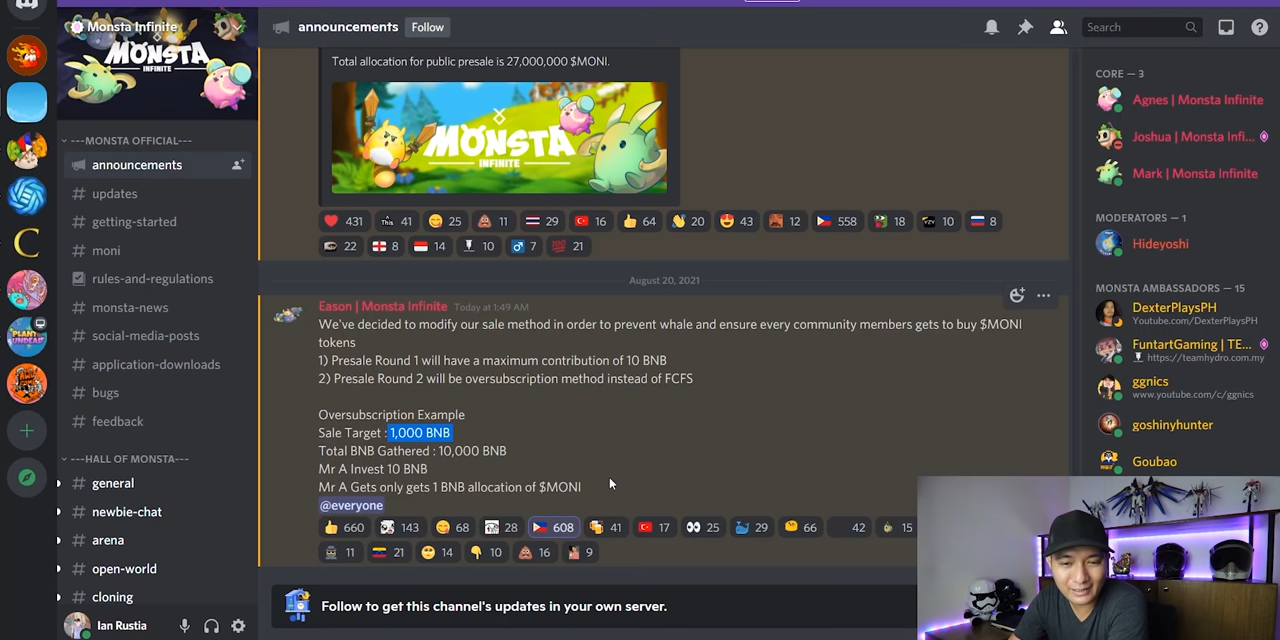 Monsta Infinite
MONSTA
INFINITE
---MONSTA OFFICIAL---
announcements
updates
getting-started
moni
rules-and-regulations
monsta-news
social-media-posts
application-downloads
bugs
feedback
---HALL OF MONSTA---
general
newbie-chat
arena
open-world
cloning
Ian Rustia
announcements
Follow
Search
Total allocation for public presale is 27,000,000 $MONI.
MONSTA
INFINITE
431 41 25 11 29 16 64 20 43 12 558 18 10 8
22 8 14 10 7 21
August 20, 2021
Eason | Monsta Infinite Today at 1:49 AM
We've decided to modify our sale method in order to prevent whale and ensure every community members gets to buy $MONI
tokens
1) Presale Round 1 will have a maximum contribution of 10 BNB
2) Presale Round 2 will be oversubscription method instead of FCFS
Oversubscription Example
Sale Target : 1,000 BNB
Total BNB Gathered : 10,000 BNB
Mr A Invest 10 BNB
Mr A Gets only gets 1 BNB allocation of $MONI
@everyone
660 143 68 28 608 41 17 25 29 66 42 15
11 21 14 10 16 9
Follow to get this channel's updates in your own server.
CORE — 3
Agnes | Monsta Infinite
Joshua | Monsta Infi...
Mark | Monsta Infinite
MODERATORS — 1
Hideyoshi
MONSTA AMBASSADORS — 15
DexterPlaysPH
Youtube.com/DexterPlaysPH
FuntartGaming | TE...
https://teamhydro.com.my
ggnics
www.youtube.com/c/ggnics
goshinyhunter
Goubao